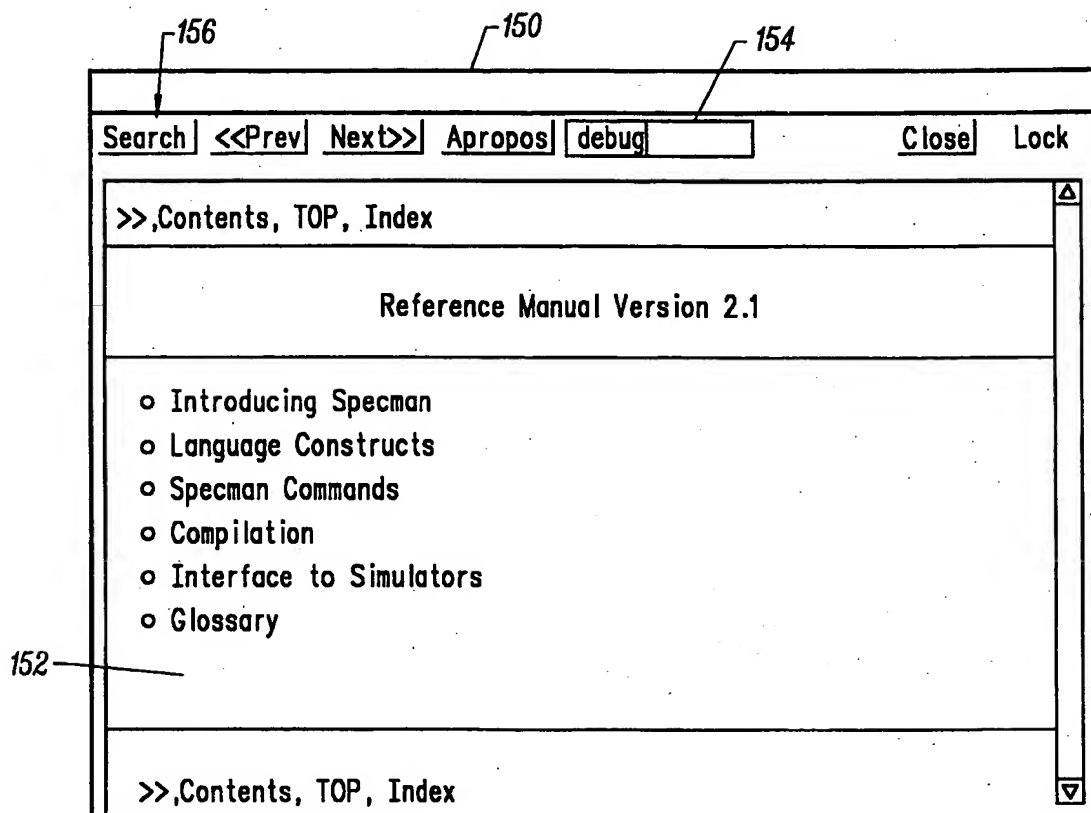 156 150 154
Search <<Prev Next>> Apropos debug Close Lock
>>,Contents, TOP, Index
Reference Manual Version 2.1
o Introducing Specman
o Language Constructs
o Specman Commands
o Compilation
o Interface to Simulators
o Glossary
152
>>,Contents, TOP, Index